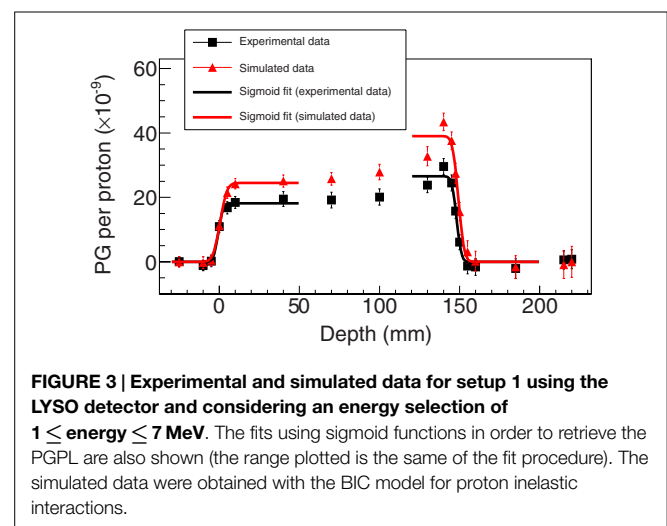 Experimental data
Simulated data
Sigmoid fit (experimental data)
Sigmoid fit (simulated data)
PG per proton (×10⁻⁹)
60
40
20
0
0 50 100 150 200
Depth (mm)
FIGURE 3 | Experimental and simulated data for setup 1 using the
LYSO detector and considering an energy selection of
1 ≤ energy ≤ 7 MeV. The fits using sigmoid functions in order to retrieve the
PGPL are also shown (the range plotted is the same of the fit procedure). The
simulated data were obtained with the BIC model for proton inelastic
interactions.